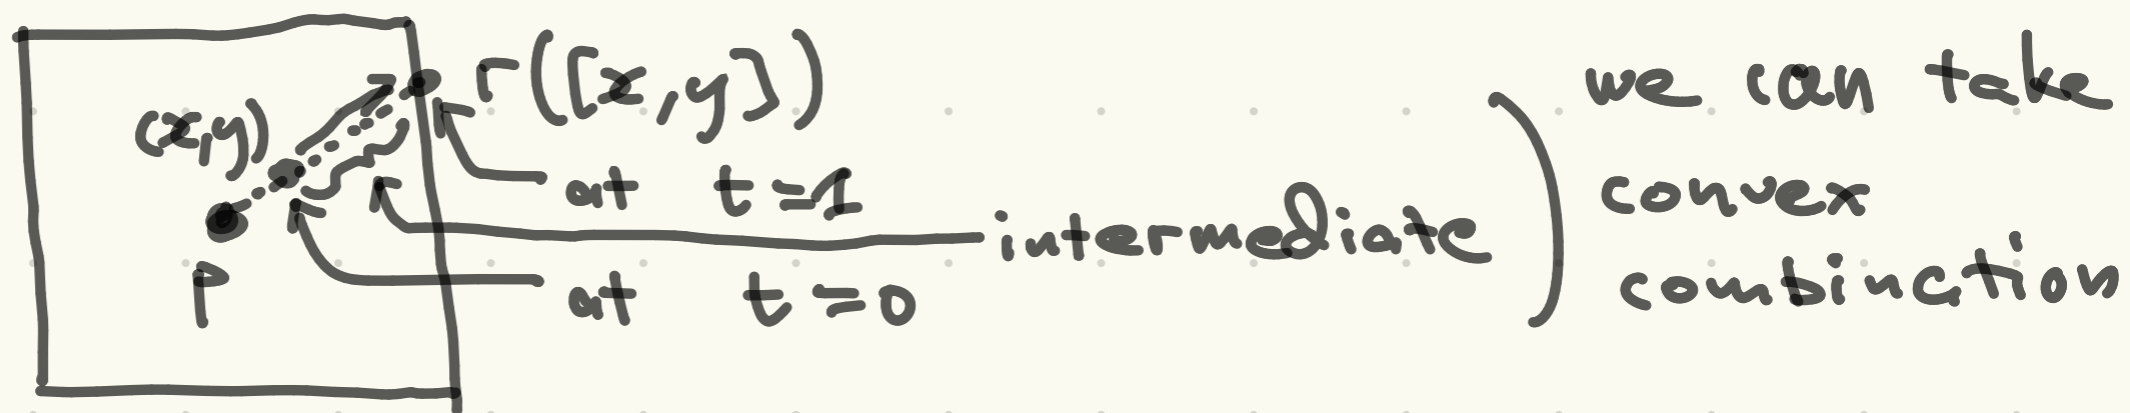 (x,y)
r([x,y])
at t=1
intermediate
at t=0
p
we can take
convex
combination